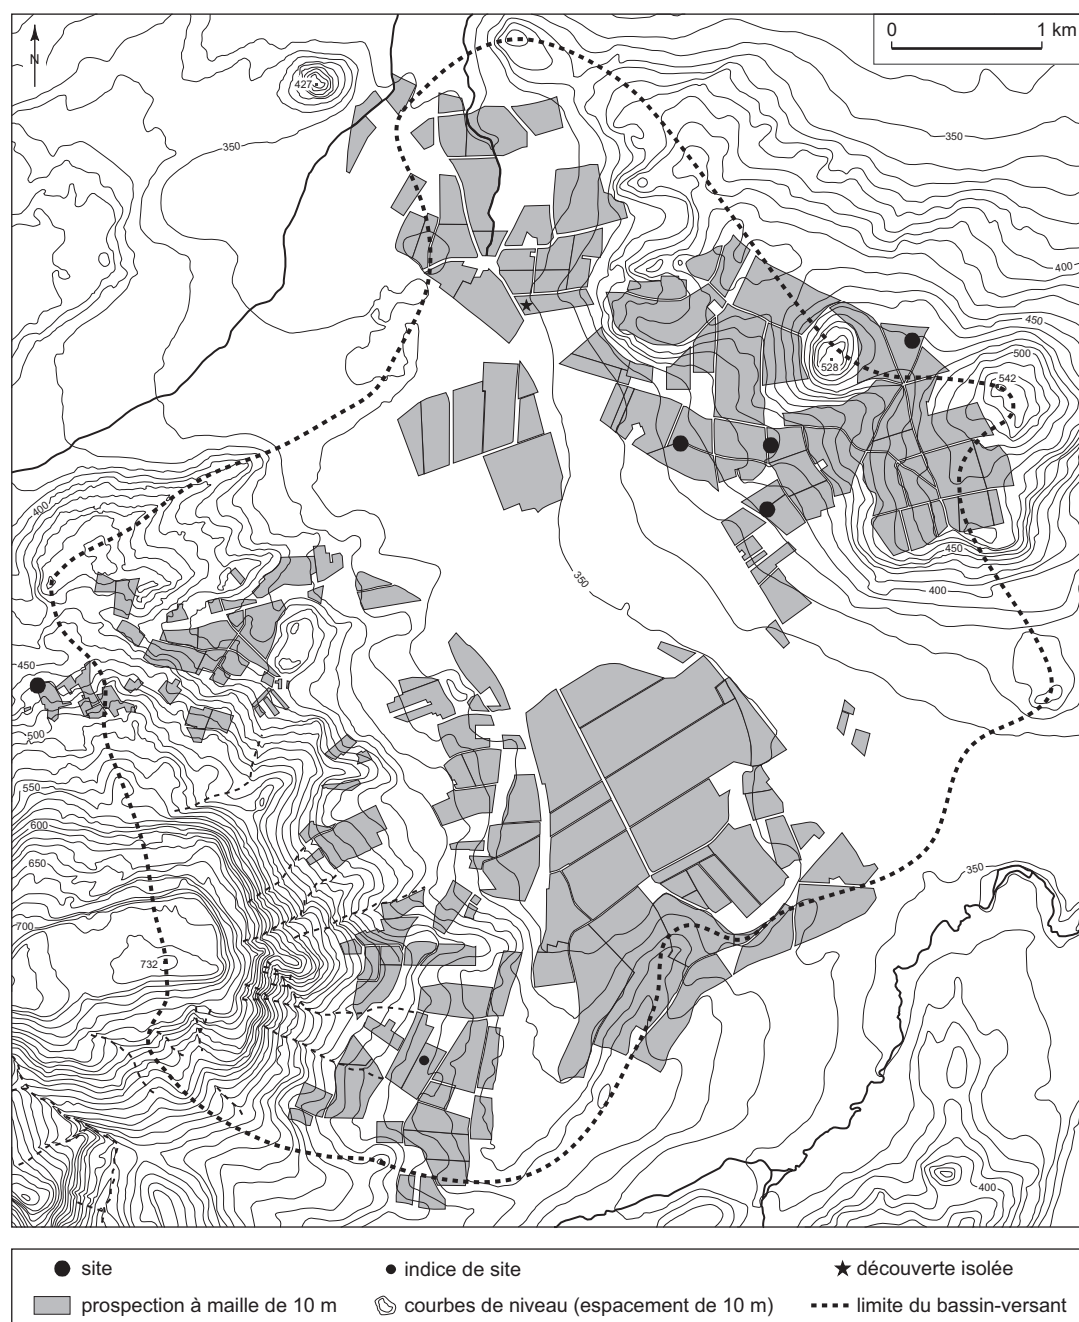 0 1 km
N
427
350
350
400
450
500
528
542
400
450
400
350
450
500
550
600
650
700
732
350
400
site
indice de site
découverte isolée
prospection à maille de 10 m
courbes de niveau (espacement de 10 m)
limite du bassin-versant